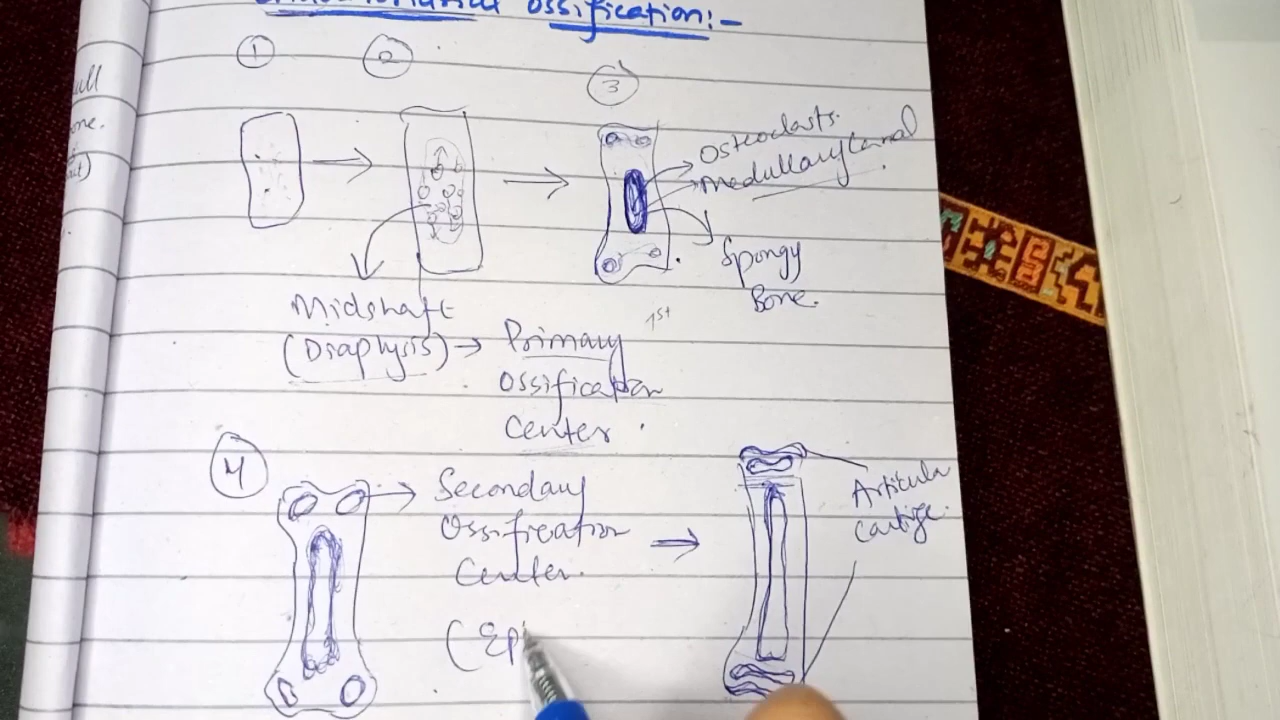 Ossification:-
1
2
3
Osteoclasts
Medullary Canal
Spongy
Bone.
Midshaft
(Diaphysis) → Primary
1st
Ossification
Center.
4
Secondary
Ossification
Center.
(Epi
Articular